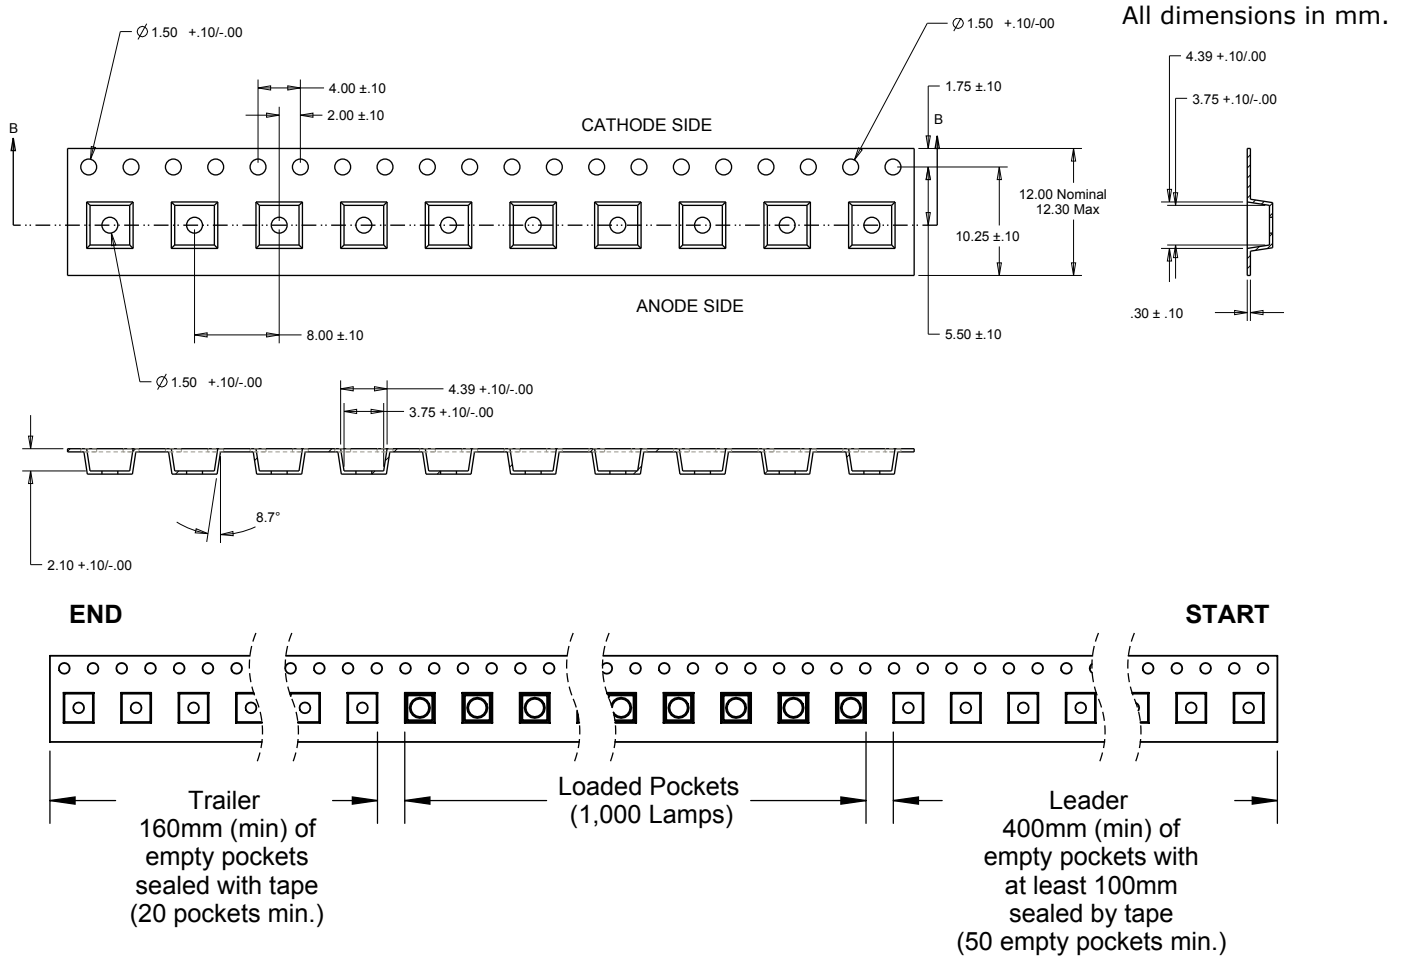 All dimensions in mm.
Ø 1.50 +.10/-.00
Ø 1.50 +.10/-00
4.39 +.10/.00
4.00 ±.10
1.75 ±.10
3.75 +.10/-.00
2.00 ±.10
B
CATHODE SIDE
B
12.00 Nominal
12.30 Max
10.25 ±.10
ANODE SIDE
.30 ± .10
8.00 ±.10
5.50 ±.10
Ø 1.50 +.10/-.00
4.39 +.10/-.00
3.75 +.10/-.00
8.7°
2.10 +.10/-.00
END
START
Trailer
160mm (min) of
empty pockets
sealed with tape
(20 pockets min.)
Loaded Pockets
(1,000 Lamps)
Leader
400mm (min) of
empty pockets with
at least 100mm
sealed by tape
(50 empty pockets min.)